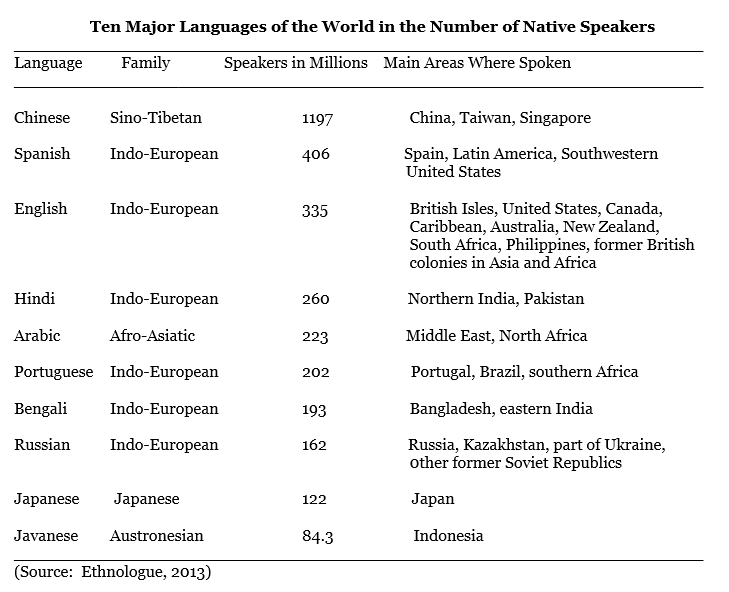 Ten Major Languages of the World in the Number of Native Speakers
Language Family Speakers in Millions Main Areas Where Spoken
Chinese Sino-Tibetan 1197 China, Taiwan, Singapore
Spanish Indo-European 406 Spain, Latin America, Southwestern
United States
English Indo-European 335 British Isles, United States, Canada,
Caribbean, Australia, New Zealand,
South Africa, Philippines, former British
colonies in Asia and Africa
Hindi Indo-European 260 Northern India, Pakistan
Arabic Afro-Asiatic 223 Middle East, North Africa
Portuguese Indo-European 202 Portugal, Brazil, southern Africa
Bengali Indo-European 193 Bangladesh, eastern India
Russian Indo-European 162 Russia, Kazakhstan, part of Ukraine,
other former Soviet Republics
Japanese Japanese 122 Japan
Javanese Austronesian 84.3 Indonesia
(Source: Ethnologue, 2013)